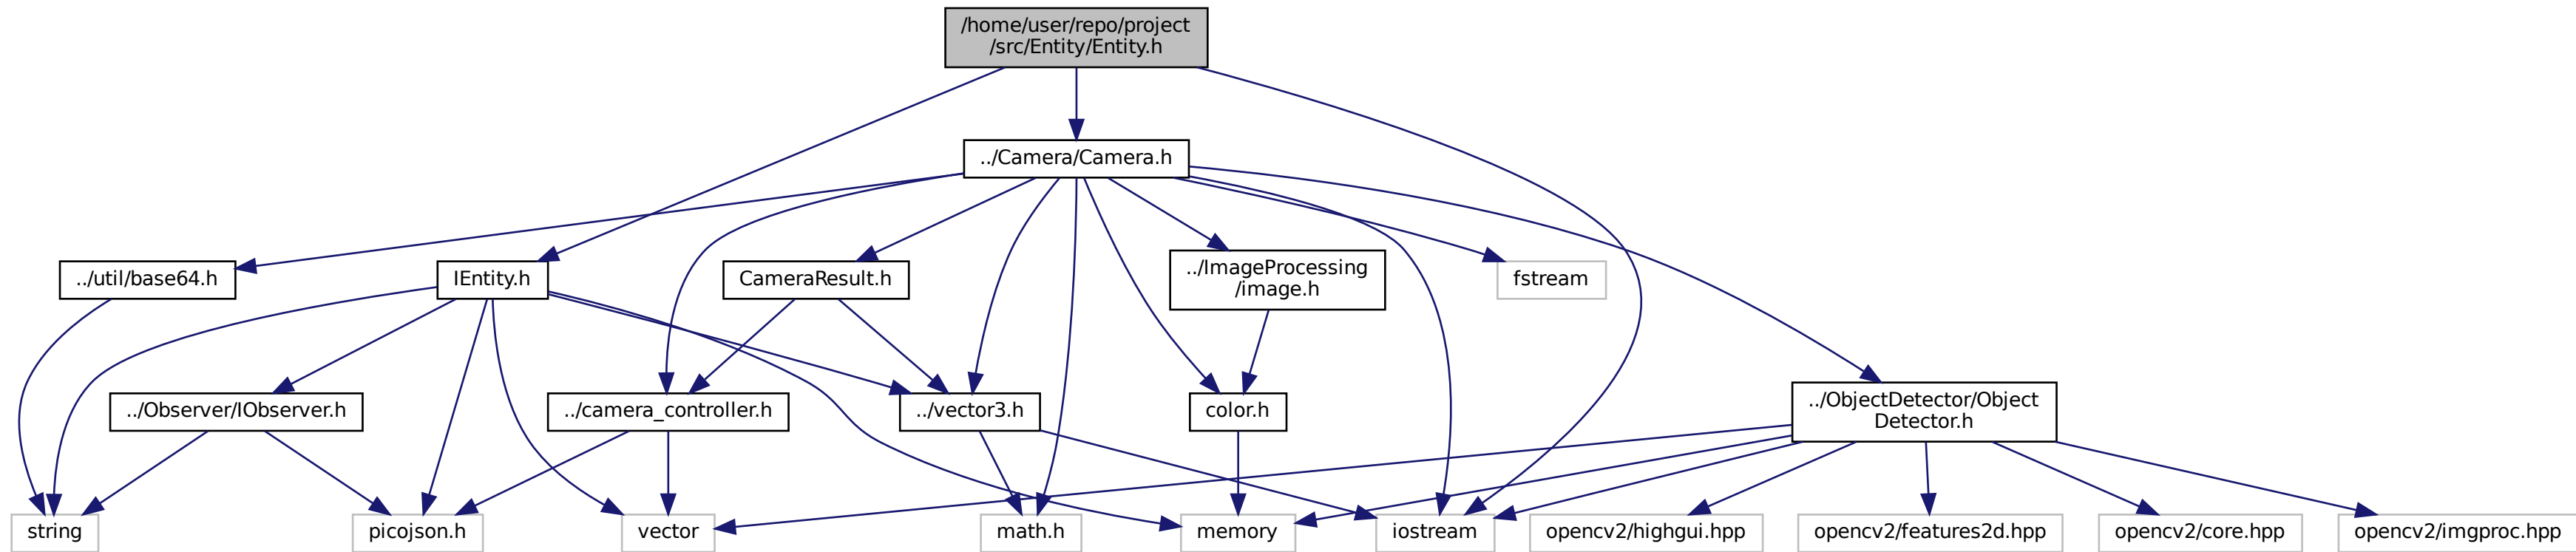 /home/user/repo/project
/src/Entity/Entity.h
../Camera/Camera.h
../util/base64.h
IEntity.h
CameraResult.h
../ImageProcessing
/image.h
fstream
../Observer/IObserver.h
../camera_controller.h
../vector3.h
color.h
../ObjectDetector/Object
Detector.h
string
picojson.h
vector
math.h
memory
iostream
opencv2/highgui.hpp
opencv2/features2d.hpp
opencv2/core.hpp
opencv2/imgproc.hpp